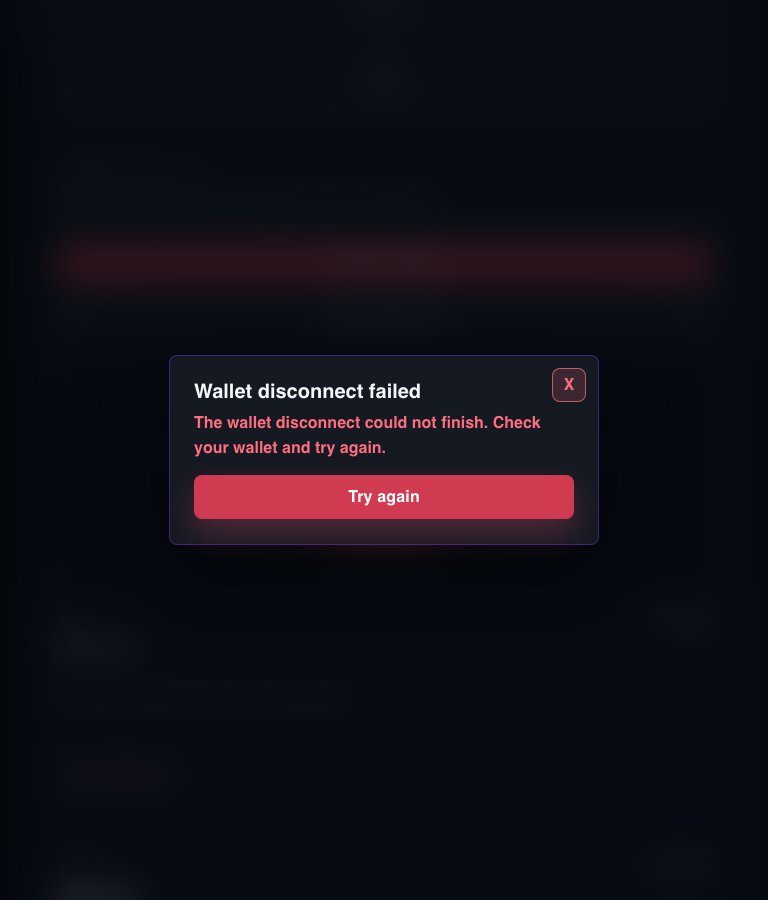 Wallet disconnect failed
X
The wallet disconnect could not finish. Check
your wallet and try again.
Try again